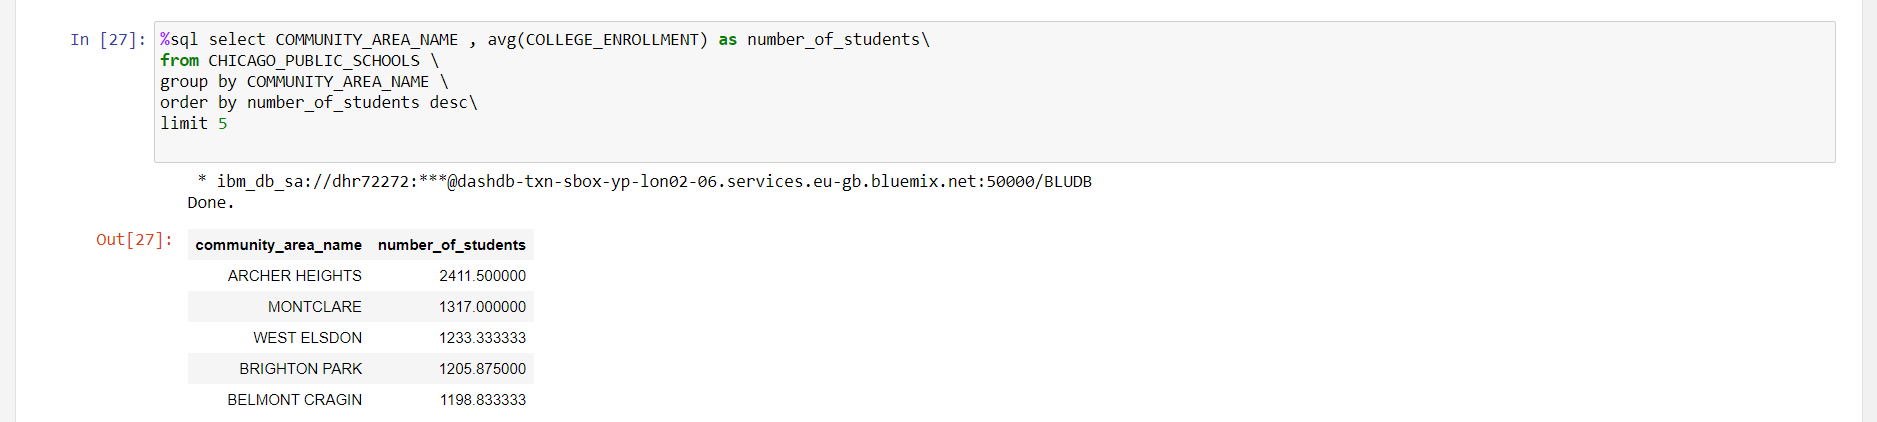 In [27]: %sql select COMMUNITY_AREA_NAME , avg(COLLEGE_ENROLLMENT) as number_of_students\
from CHICAGO_PUBLIC_SCHOOLS \
group by COMMUNITY_AREA_NAME \
order by number_of_students desc\
limit 5
* ibm_db_sa://dhr72272:***@dashdb-txn-sbox-yp-lon02-06.services.eu-gb.bluemix.net:50000/BLUDB
Done.
Out[27]: community_area_name number_of_students
ARCHER HEIGHTS 2411.500000
MONTCLARE 1317.000000
WEST ELSDON 1233.333333
BRIGHTON PARK 1205.875000
BELMONT CRAGIN 1198.833333